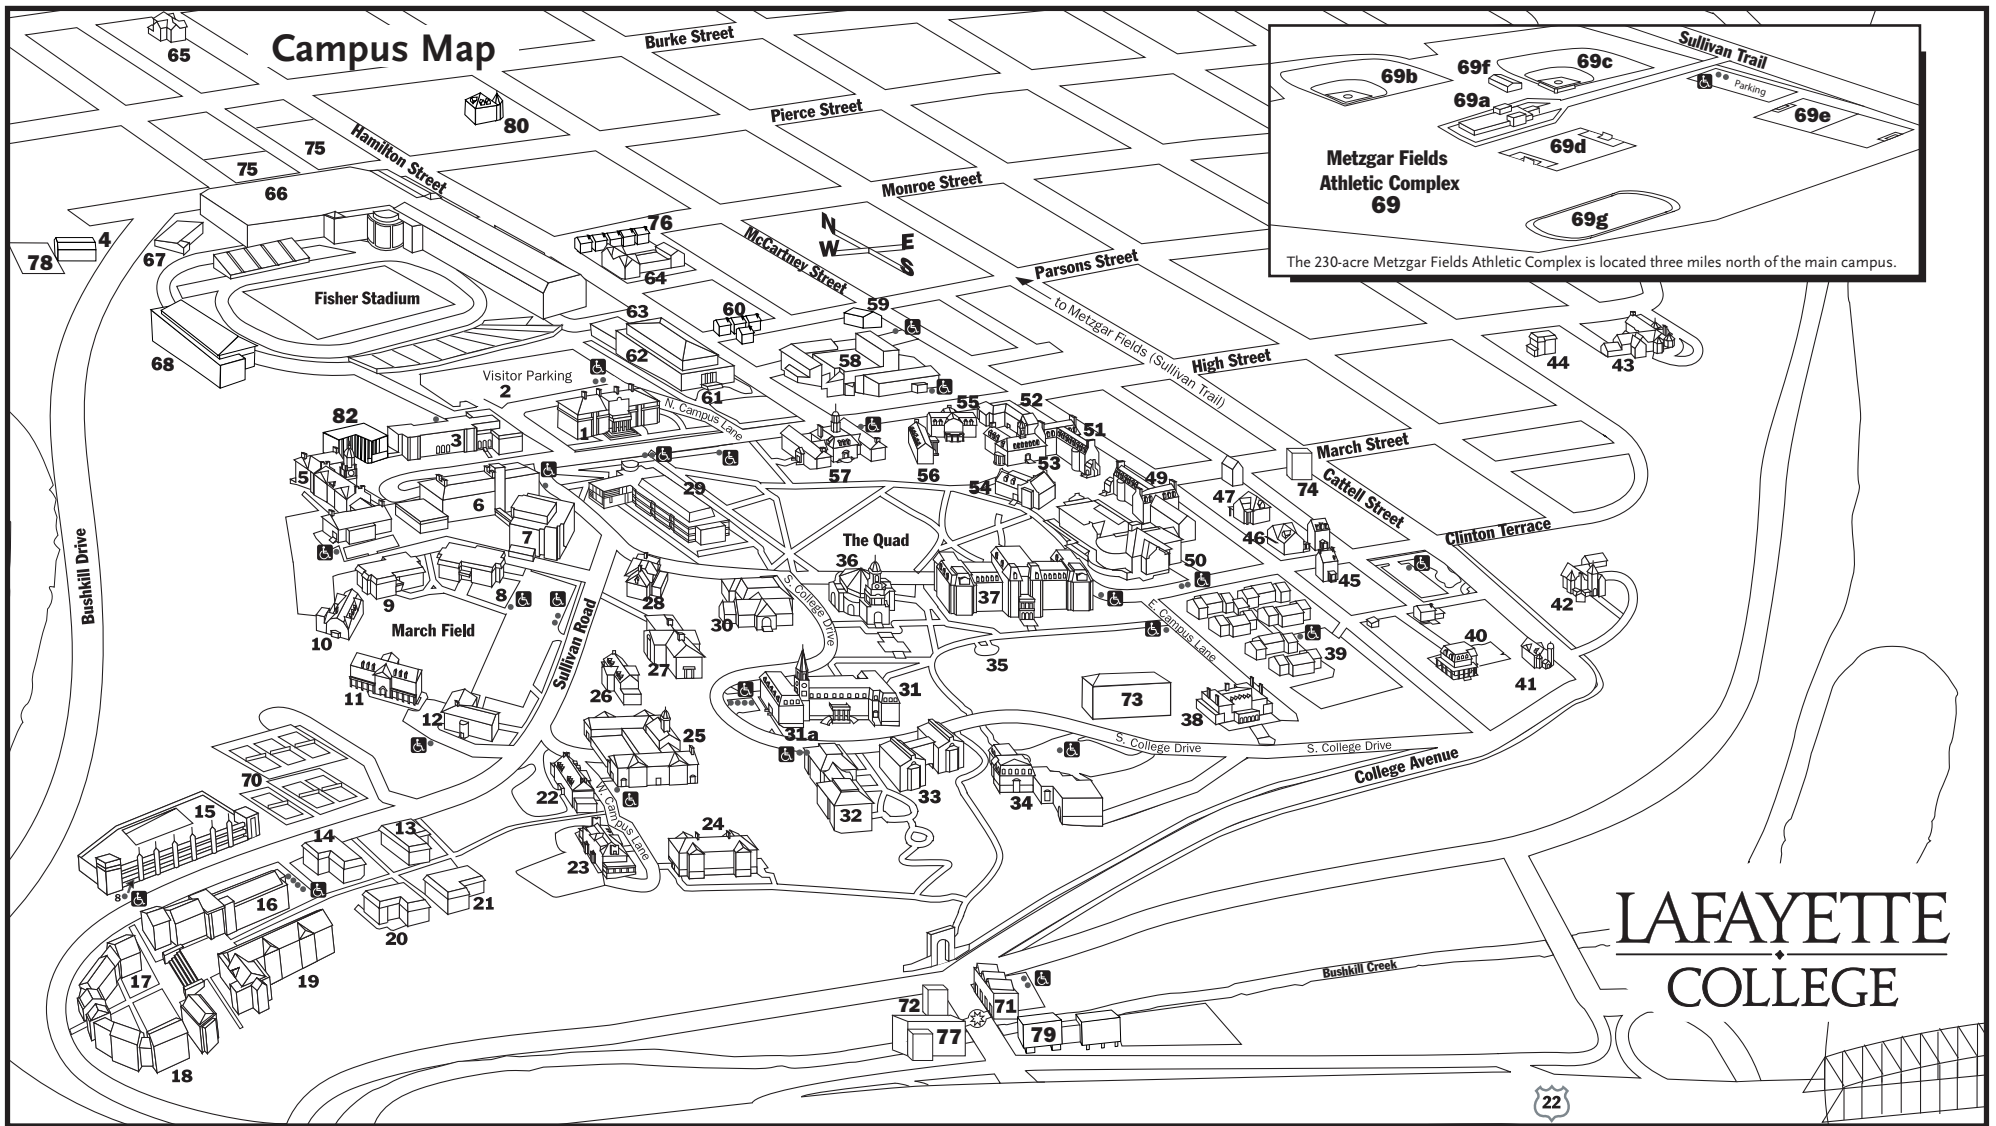 Campus Map
Burke Street
Pierce Street
Monroe Street
Hamilton Street
McCartney Street
Parsons Street
High Street
March Street
Cattell Street
Clinton Terrace
to Metzgar Fields (Sullivan Trail)
N
W
E
S
65
80
75
75
66
4
78
67
76
64
63
60
59
Fisher Stadium
68
62
58
61
Visitor Parking
2
N. Campus Lane
82
3
1
5
6
7
29
57
56
55
52
51
53
54
49
47
74
44
43
The Quad
36
37
50
46
45
42
9
8
10
March Field
28
30
27
26
S College Drive
35
E. Campus Lane
39
40
41
Bushkill Drive
Sullivan Road
11
12
31
31a
73
38
25
22
W. Campus Lane
S. College Drive
S. College Drive
College Avenue
70
15
14
13
23
24
32
33
34
8
16
20
21
17
19
18
72
77
71
79
Bushkill Creek
22
Sullivan Trail
Parking
69b
69f
69c
69a
69e
69d
Metzgar Fields
Athletic Complex
69
69g
The 230-acre Metzgar Fields Athletic Complex is located three miles north of the main campus.
LAFAYETTE
COLLEGE